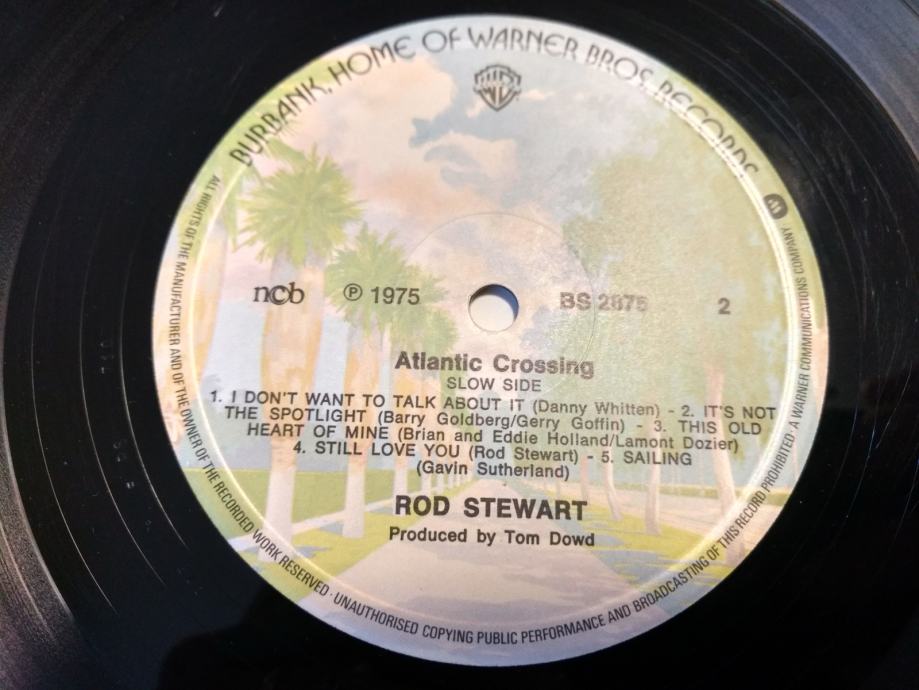 BURBANK, HOME OF WARNER BROS. RECORDS
WB
ncb
℗ 1975
BS 2875
2
Atlantic Crossing
SLOW SIDE
1. I DON'T WANT TO TALK ABOUT IT (Danny Whitten) - 2. IT'S NOT
THE SPOTLIGHT (Barry Goldberg/Gerry Goffin) - 3. THIS OLD
HEART OF MINE (Brian and Eddie Holland/Lamont Dozier)
4. STILL LOVE YOU (Rod Stewart) - 5. SAILING
(Gavin Sutherland)
ROD STEWART
Produced by Tom Dowd
ALL RIGHTS OF THE MANUFACTURER AND OF THE OWNER OF THE RECORDED WORK RESERVED · UNAUTHORISED COPYING PUBLIC PERFORMANCE AND BROADCASTING OF THIS RECORD PROHIBITED · A WARNER COMMUNICATIONS COMPANY